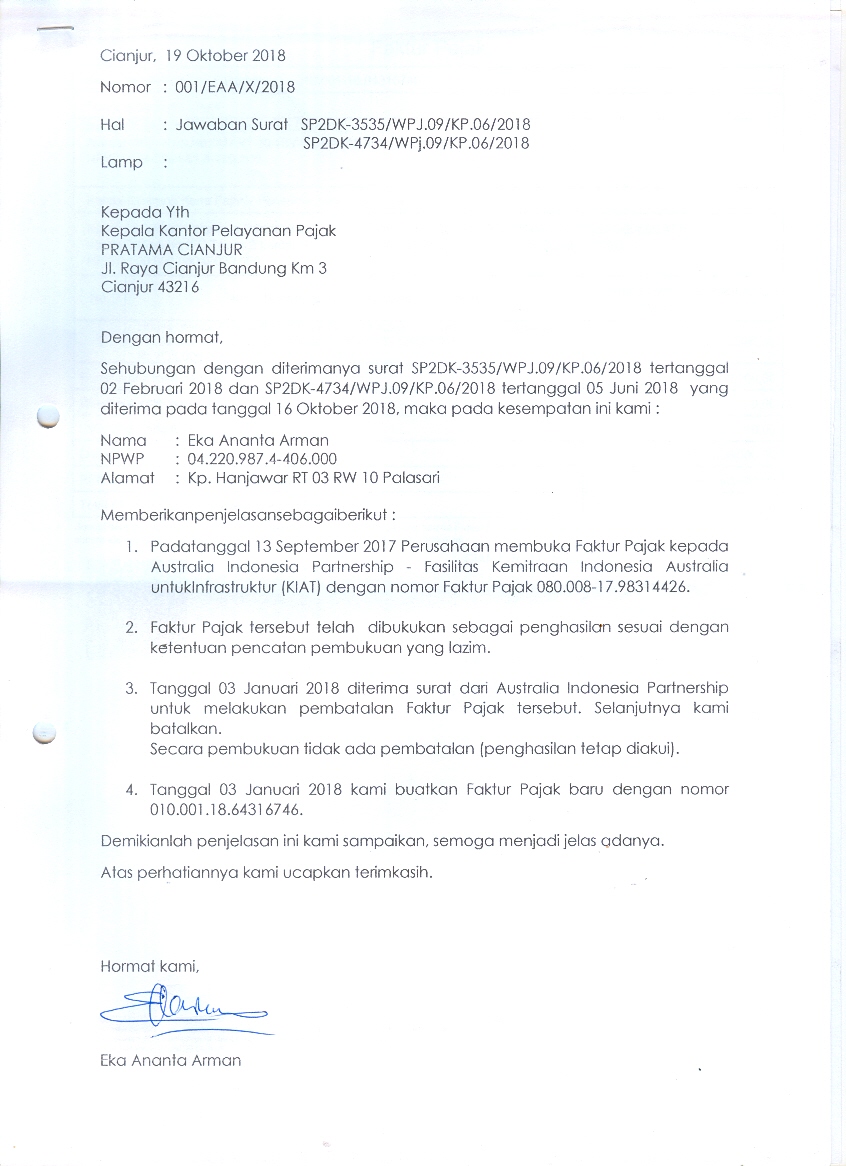 Cianjur, 19 Oktober 2018
Nomor : 001/EAA/X/2018
Hal : Jawaban Surat SP2DK-3535/WPJ.09/KP.06/2018
SP2DK-4734/WPj.09/KP.06/2018
Lamp :
Kepada Yth
Kepala Kantor Pelayanan Pajak
PRATAMA CIANJUR
Jl. Raya Cianjur Bandung Km 3
Cianjur 43216
Dengan hormat,
Sehubungan dengan diterimanya surat SP2DK-3535/WPJ.09/KP.06/2018 tertanggal
02 Februari 2018 dan SP2DK-4734/WPJ.09/KP.06/2018 tertanggal 05 Juni 2018 yang
diterima pada tanggal 16 Oktober 2018, maka pada kesempatan ini kami :
Nama : Eka Ananta Arman
NPWP : 04.220.987.4-406.000
Alamat : Kp. Hanjawar RT 03 RW 10 Palasari
Memberikanpenjelasansebagaiberikut :
1. Padatanggal 13 September 2017 Perusahaan membuka Faktur Pajak kepada
Australia Indonesia Partnership - Fasilitas Kemitraan Indonesia Australia
untukInfrastruktur (KIAT) dengan nomor Faktur Pajak 080.008-17.98314426.
2. Faktur Pajak tersebut telah dibukukan sebagai penghasilan sesuai dengan
ketentuan pencatan pembukuan yang lazim.
3. Tanggal 03 Januari 2018 diterima surat dari Australia Indonesia Partnership
untuk melakukan pembatalan Faktur Pajak tersebut. Selanjutnya kami
batalkan.
Secara pembukuan tidak ada pembatalan (penghasilan tetap diakui).
4. Tanggal 03 Januari 2018 kami buatkan Faktur Pajak baru dengan nomor
010.001.18.64316746.
Demikianlah penjelasan ini kami sampaikan, semoga menjadi jelas adanya.
Atas perhatiannya kami ucapkan terimkasih.
Hormat kami,
Eka Ananta Arman